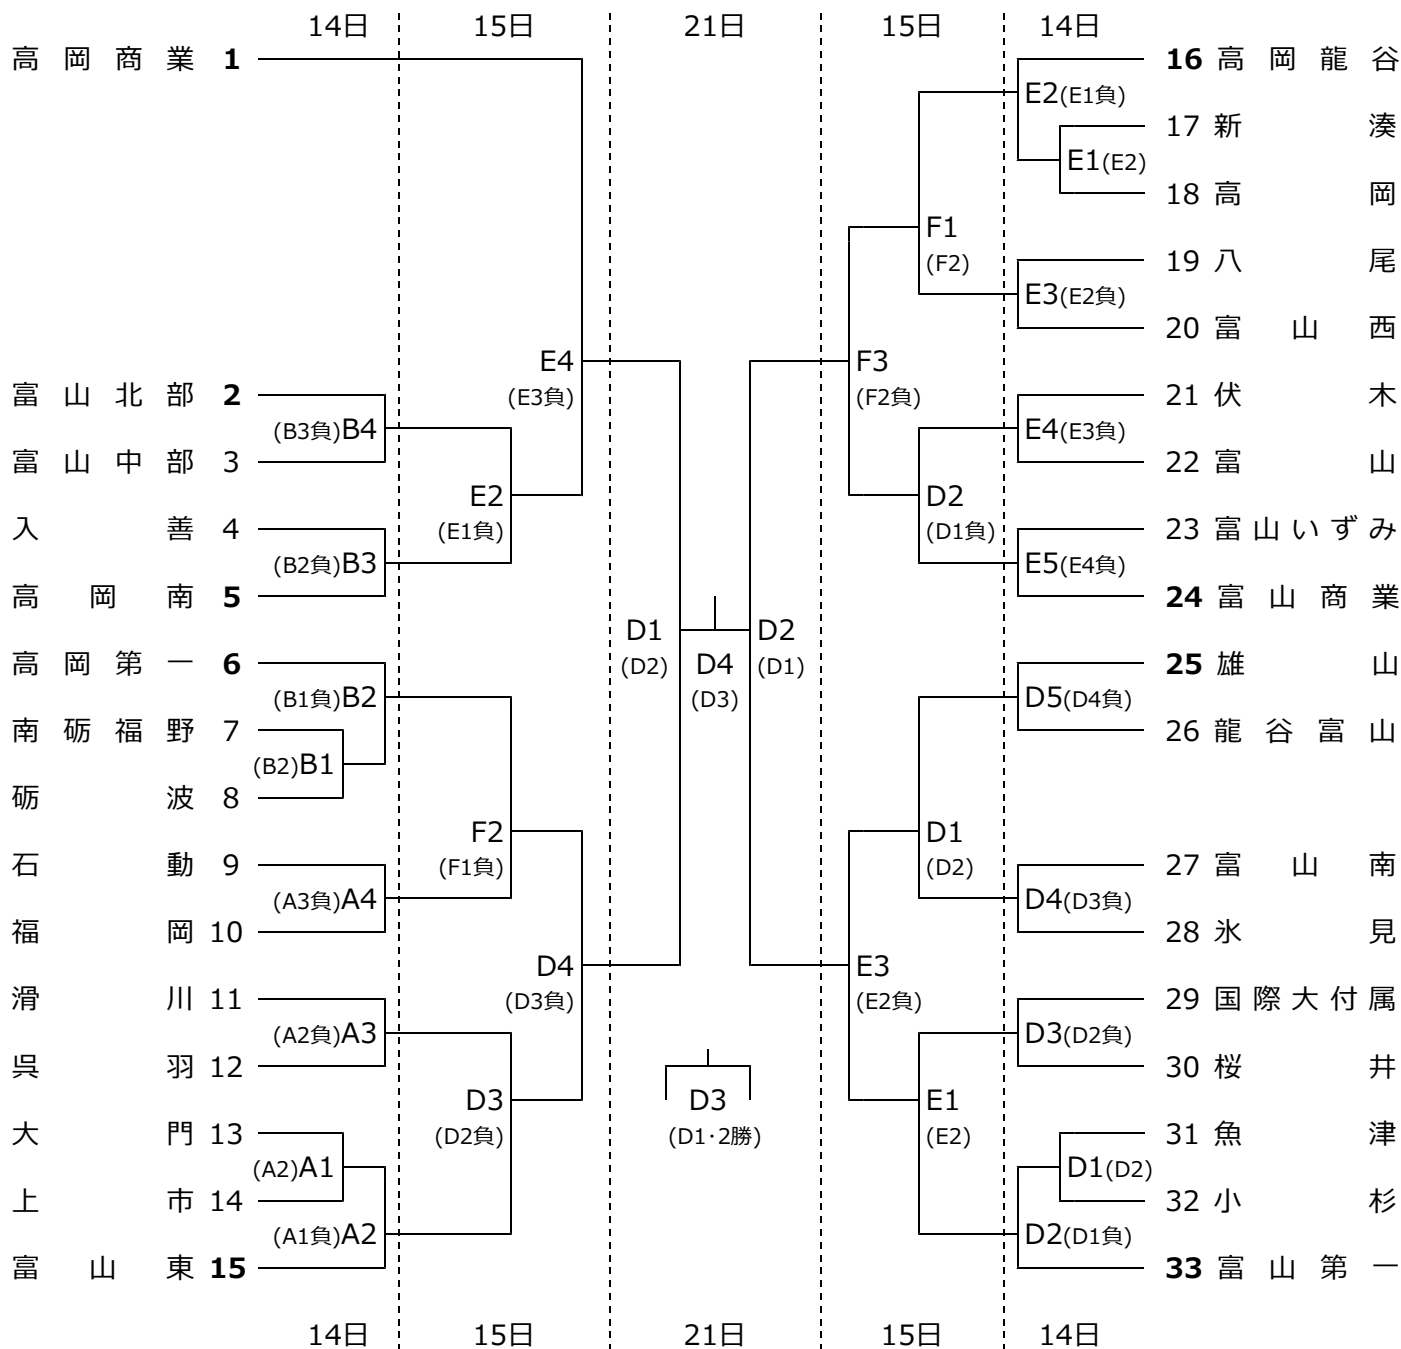 14日 15日 21日 15日 14日
高岡商業 1
16 高岡龍谷
E2(E1負)
17 新湊
E1(E2)
18 高岡
F1
(F2)
19 八尾
E3(E2負)
20 富山西
E4
(E3負)
F3
(F2負)
富山北部 2
21 伏木
(B3負)B4
E4(E3負)
富山中部 3
22 富山
E2
(E1負)
D2
(D1負)
入善 4
23 富山いずみ
(B2負)B3
E5(E4負)
高岡南 5
24 富山商業
D1
(D2)
D4
(D3)
D2
(D1)
高岡第一 6
25 雄山
(B1負)B2
D5(D4負)
南砺福野 7
26 龍谷富山
(B2)B1
砺波 8
F2
(F1負)
D1
(D2)
石動 9
27 富山南
(A3負)A4
D4(D3負)
福岡 10
28 氷見
D4
(D3負)
E3
(E2負)
滑川 11
29 国際大付属
(A2負)A3
D3(D2負)
呉羽 12
30 桜井
D3
(D2負)
D3
(D1・2勝)
E1
(E2)
大門 13
31 魚津
(A2)A1
D1(D2)
上市 14
32 小杉
(A1負)A2
D2(D1負)
富山東 15
33 富山第一
14日 15日 21日 15日 14日